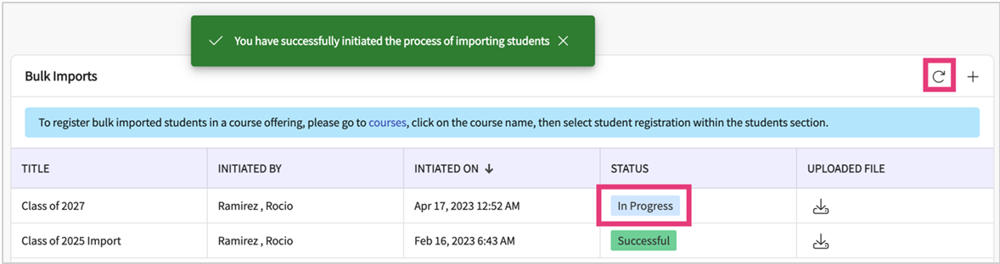 You have successfully initiated the process of importing students
Bulk Imports
To register bulk imported students in a course offering, please go to courses, click on the course name, then select student registration within the students section.
TITLE INITIATED BY INTIATED ON STATUS UPLOADED FILE
Class of 2027 Ramirez , Rocio Apr 17, 2023 12:52 AM In Progress
Class of 2025 Import Ramirez , Rocio Feb 16, 2023 6:43 AM Successful